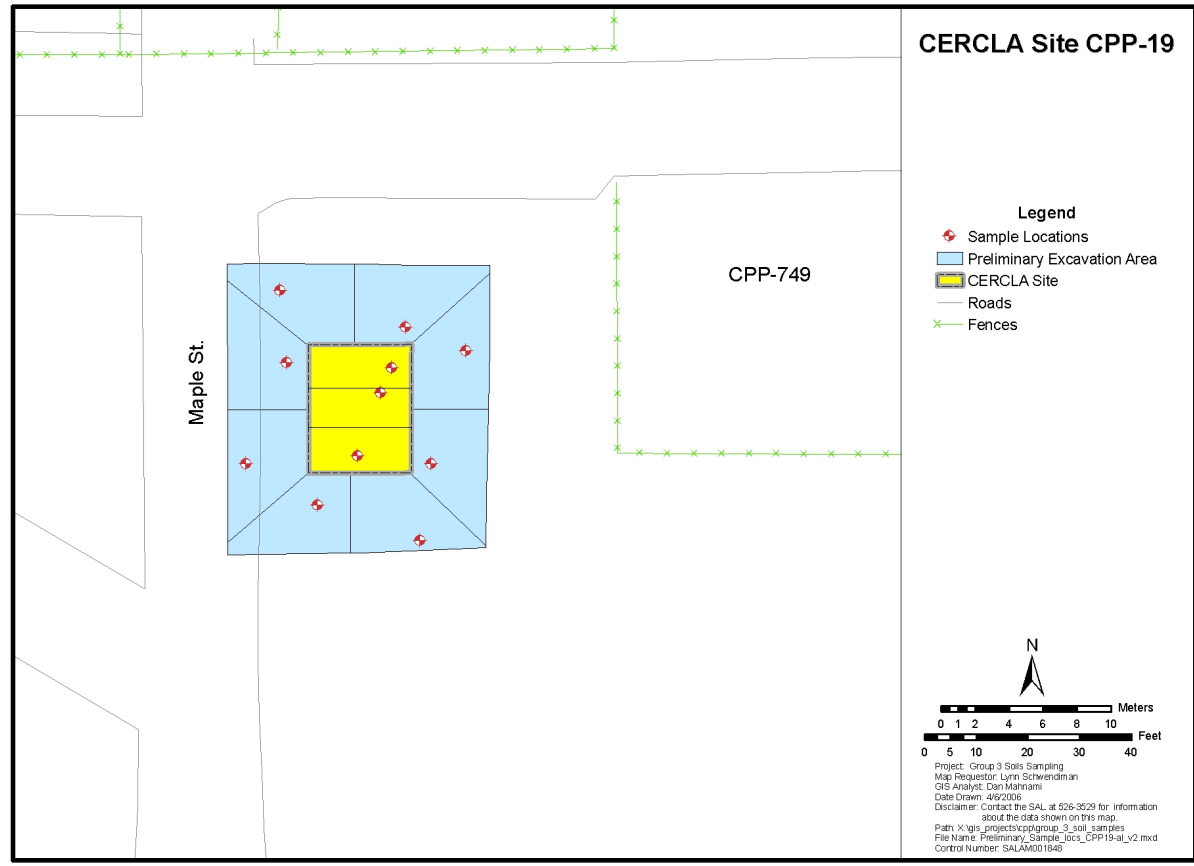 CERCLA Site CPP-19
Legend
Sample Locations
Preliminary Excavation Area
CERCLA Site
Roads
Fences
CPP-749
Maple St.
N
Meters
0 1 2 4 6 8 10
Feet
0 5 10 20 30 40
Project: Group 3 Soils Sampling
Map Requestor: Lynn Schwendiman
GIS Analyst: Dan Mahnami
Date Drawn: 4/6/2006
Disclaimer: Contact the SAL at 526-3529 for information
about the data shown on this map.
Path: X:\gis_projects\cpp\group_3_soil_samples
File Name: Preliminary_Sample_locs_CPP19-al_v2.mxd
Control Number: SALAM001848